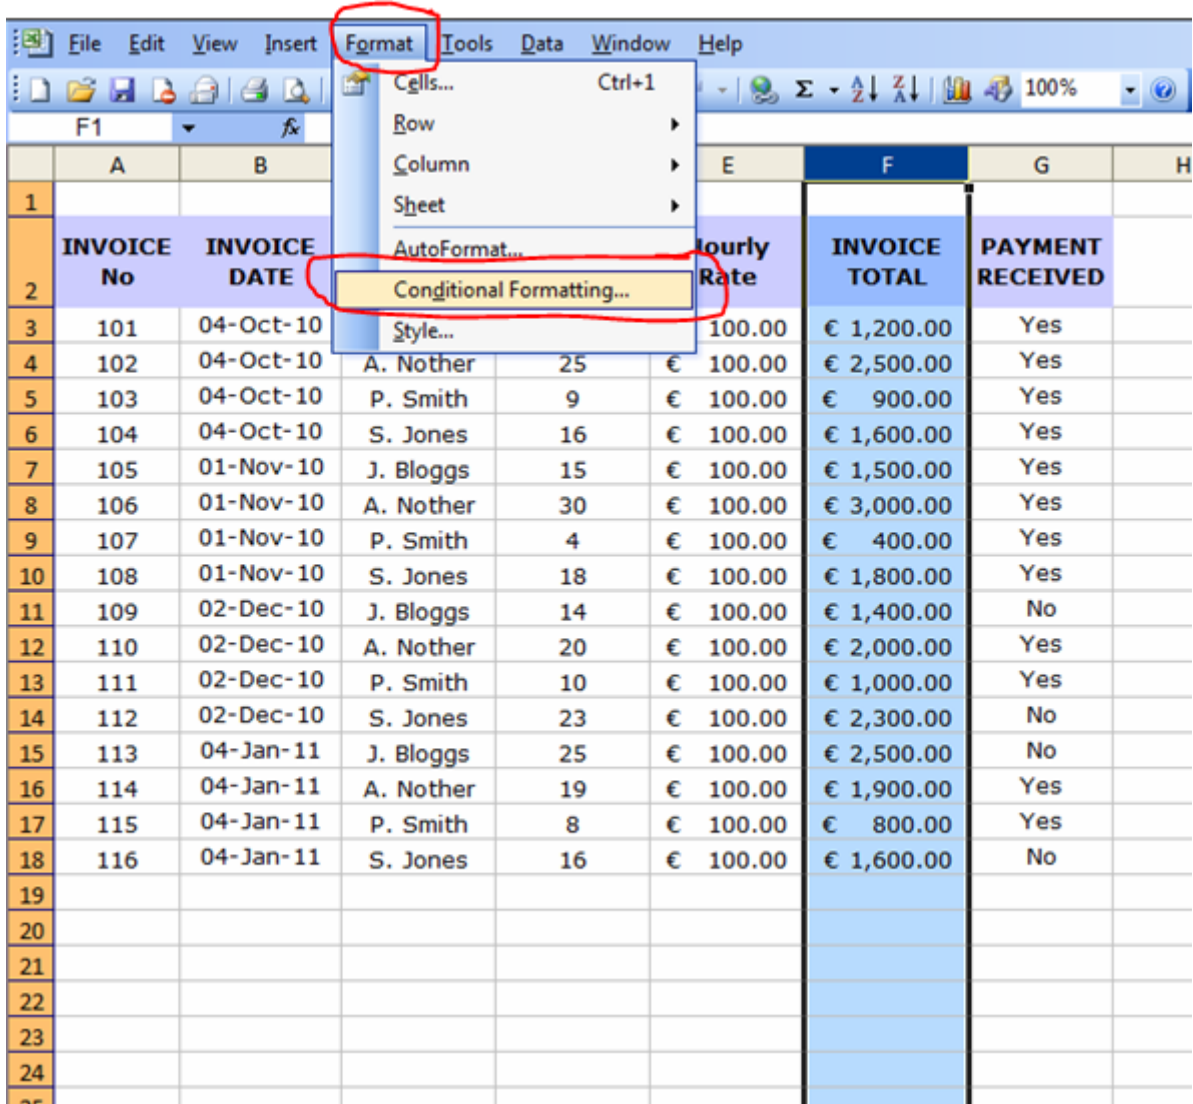 File Edit View Insert Format Tools Data Window Help
100%
F1 fx
Cells... Ctrl+1
Row
Column
Sheet
AutoFormat...
Conditional Formatting...
Style...
A B E F G H
1
2 INVOICE No INVOICE DATE Rate INVOICE TOTAL PAYMENT RECEIVED
3 101 04-Oct-10 100.00 € 1,200.00 Yes
4 102 04-Oct-10 A. Nother 25 € 100.00 € 2,500.00 Yes
5 103 04-Oct-10 P. Smith 9 € 100.00 € 900.00 Yes
6 104 04-Oct-10 S. Jones 16 € 100.00 € 1,600.00 Yes
7 105 01-Nov-10 J. Bloggs 15 € 100.00 € 1,500.00 Yes
8 106 01-Nov-10 A. Nother 30 € 100.00 € 3,000.00 Yes
9 107 01-Nov-10 P. Smith 4 € 100.00 € 400.00 Yes
10 108 01-Nov-10 S. Jones 18 € 100.00 € 1,800.00 Yes
11 109 02-Dec-10 J. Bloggs 14 € 100.00 € 1,400.00 No
12 110 02-Dec-10 A. Nother 20 € 100.00 € 2,000.00 Yes
13 111 02-Dec-10 P. Smith 10 € 100.00 € 1,000.00 Yes
14 112 02-Dec-10 S. Jones 23 € 100.00 € 2,300.00 No
15 113 04-Jan-11 J. Bloggs 25 € 100.00 € 2,500.00 No
16 114 04-Jan-11 A. Nother 19 € 100.00 € 1,900.00 Yes
17 115 04-Jan-11 P. Smith 8 € 100.00 € 800.00 Yes
18 116 04-Jan-11 S. Jones 16 € 100.00 € 1,600.00 No
19
20
21
22
23
24